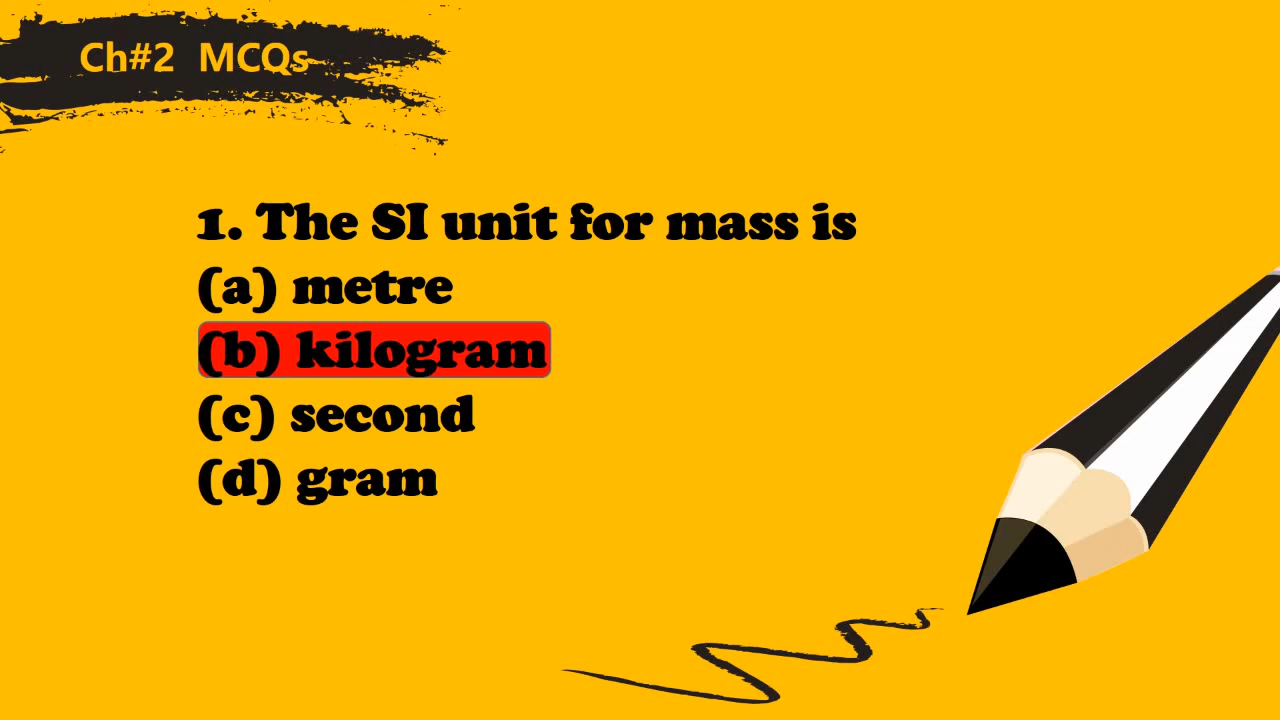 Ch#2 MCQs
1. The SI unit for mass is
(a) metre
(b) kilogram
(c) second
(d) gram